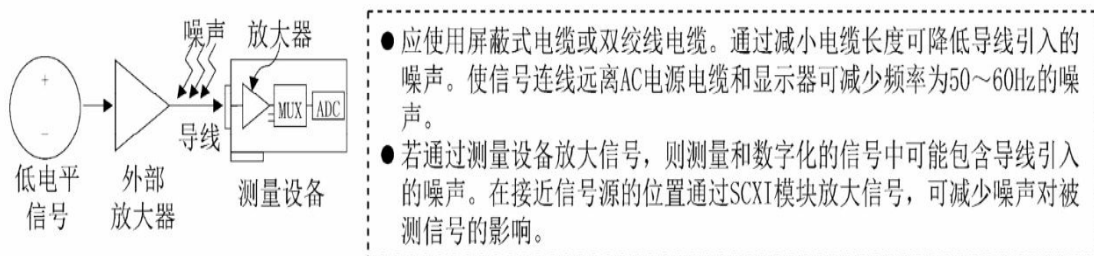 噪声 放大器
+
−
MUX
ADC
导线
低电平
信号
外部
放大器
测量设备
● 应使用屏蔽式电缆或双绞线电缆。通过减小电缆长度可降低导线引入的
噪声。使信号连线远离AC电源电缆和显示器可减少频率为50～60Hz的噪
声。
● 若通过测量设备放大信号，则测量和数字化的信号中可能包含导线引入
的噪声。在接近信号源的位置通过SCXI模块放大信号，可减少噪声对被
测信号的影响。